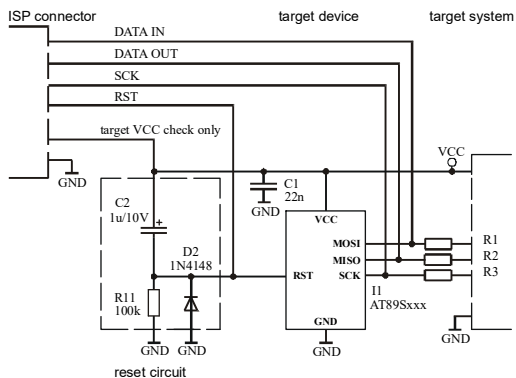 ISP connector
target device
target system
DATA IN
DATA OUT
SCK
RST
target VCC check only
GND
VCC
C2
1u/10V
+
C1
22n
GND
VCC
D2
1N4148
MOSI
MISO
SCK
RST
R1
R2
R3
R11
100k
I1
AT89Sxxx
GND
GND
GND
GND
GND
reset circuit